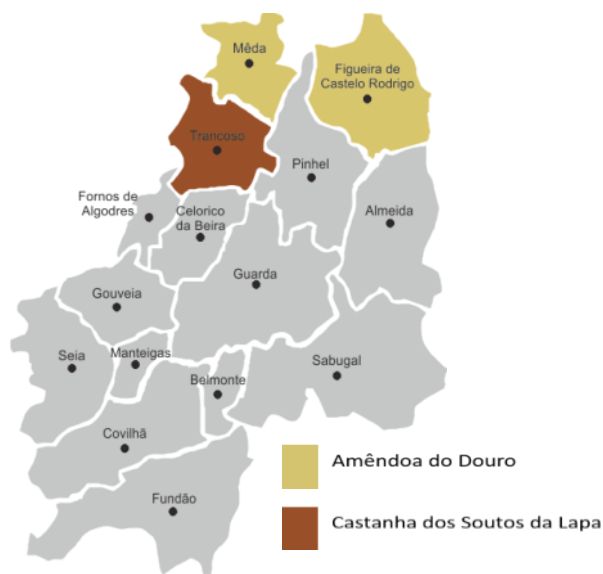 Mêda
Figueira de
Castelo Rodrigo
Trancoso
Pinhel
Fornos de
Algodres
Celorico
da Beira
Almeida
Guarda
Gouveia
Seia
Manteigas
Belmonte
Sabugal
Covilhã
Fundão
Amêndoa do Douro
Castanha dos Soutos da Lapa